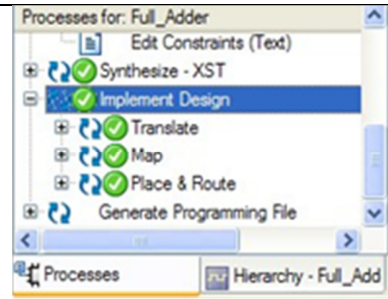 Processes for: Full_Adder
Edit Constraints (Text)
Synthesize - XST
Implement Design
Translate
Map
Place & Route
Generate Programming File
Processes Hierarchy - Full_Add